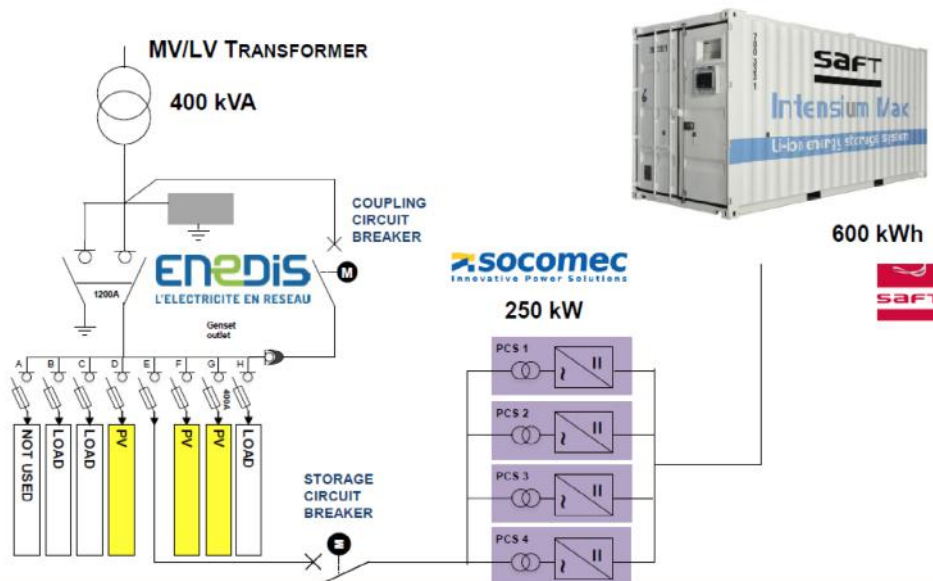 MV/LV TRANSFORMER
400 kVA
COUPLING
CIRCUIT
BREAKER
M
ENEDIS
L'ELECTRICITE EN RESEAU
1200A
Genset
outlet
A B C D E F G H
400A
NOT USED
LOAD
LOAD
PV
PV
PV
LOAD
STORAGE
CIRCUIT
BREAKER
M
socomec
Innovative Power Solutions
250 kW
PCS 1
PCS 2
PCS 3
PCS 4
saft
Intensium Max
Li-ion energy storage system
600 kWh
saft